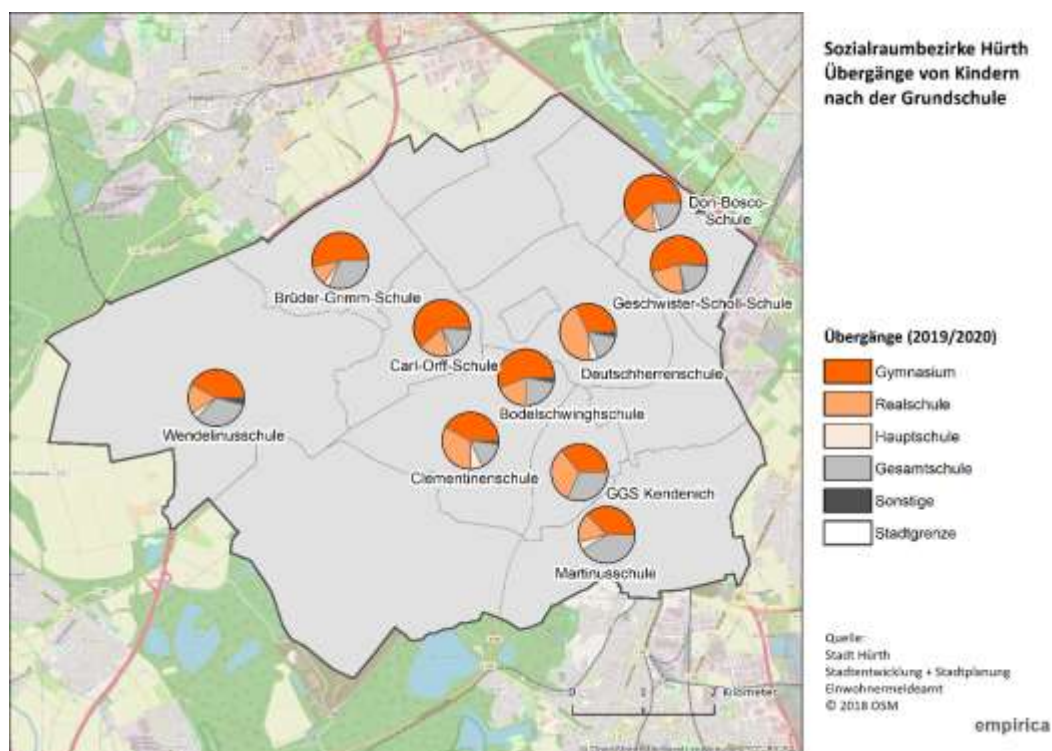 Sozialraumbezirke Hürth
Übergänge von Kindern
nach der Grundschule
Don-Bosco-
Schule
Brüder-Grimm-Schule
Geschwister-Scholl-Schule
Carl-Orff-Schule
Deutschherrenschule
Bodelschwinghschule
Wendelinusschule
Clementinenschule
GGS Kendenich
Martinusschule
Übergänge (2019/2020)
Gymnasium
Realschule
Hauptschule
Gesamtschule
Sonstige
Stadtgrenze
0 1 2 Kilometer
Quelle:
Stadt Hürth
Stadtentwicklung + Stadtplanung
Einwohnermeldeamt
© 2018 OSM
empirica